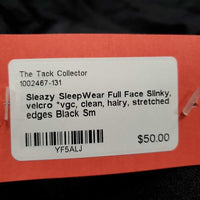 The Tack Collector
1002467-131
Sleazy SleepWear Full Face Slinky,
velcro *vgc, clean, hairy, stretched
edges Black Sm
$50.00
YF5ALJ